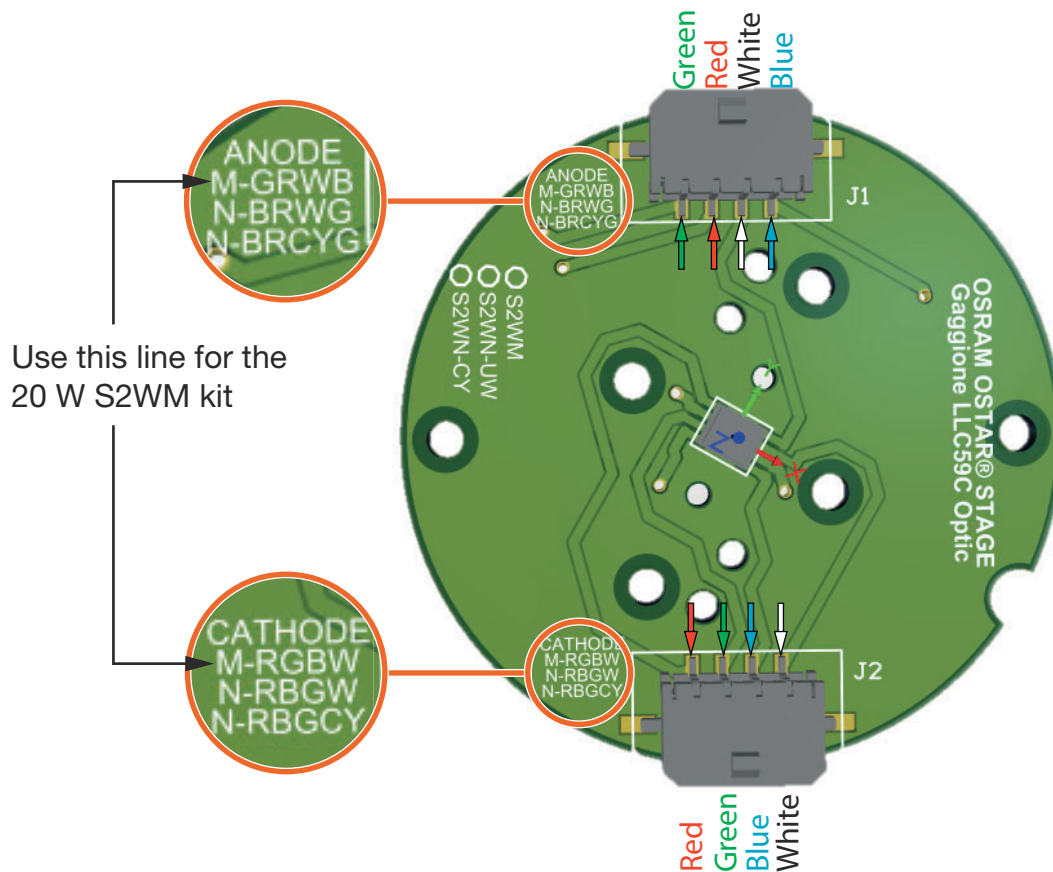 Green
Red
White
Blue
ANODE
M-GRWB
N-BRWG
N-BRCYG
ANODE
M-GRWB
N-BRWG
N-BRCYG
J1
S2WM
S2WN-UW
S2WN-CY
OSRAM OSTAR® STAGE
Gaggione LLC59C Optic
Use this line for the
20 W S2WM kit
Y
Z
X
CATHODE
M-RGBW
N-RBGW
N-RBGCY
CATHODE
M-RGBW
N-RBGW
N-RBGCY
J2
Red
Green
Blue
White